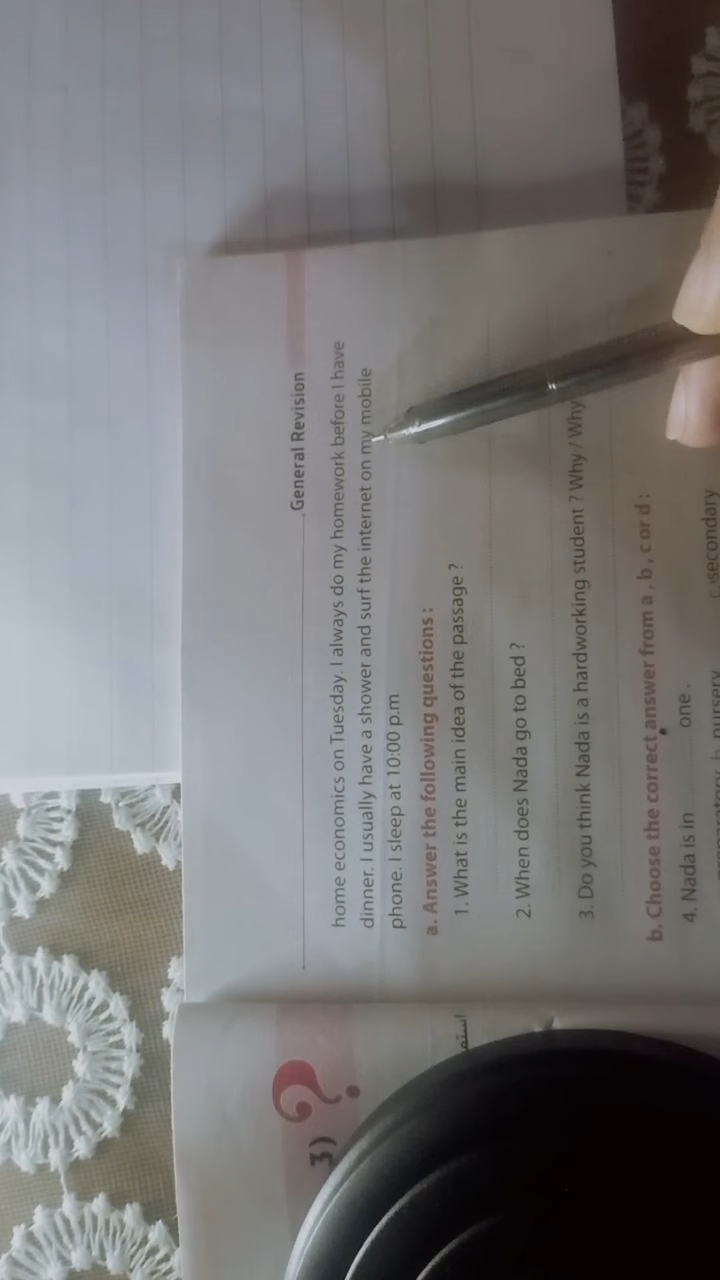 3) ?
General Revision
home economics on Tuesday. I always do my homework before I have
dinner. I usually have a shower and surf the internet on my mobile
phone. I sleep at 10:00 p.m
a. Answer the following questions :
1. What is the main idea of the passage ?
2. When does Nada go to bed ?
3. Do you think Nada is a hardworking student ? Why / Why
b. Choose the correct answer from a , b , c or d :
4. Nada is in one .
b. nursery secondary